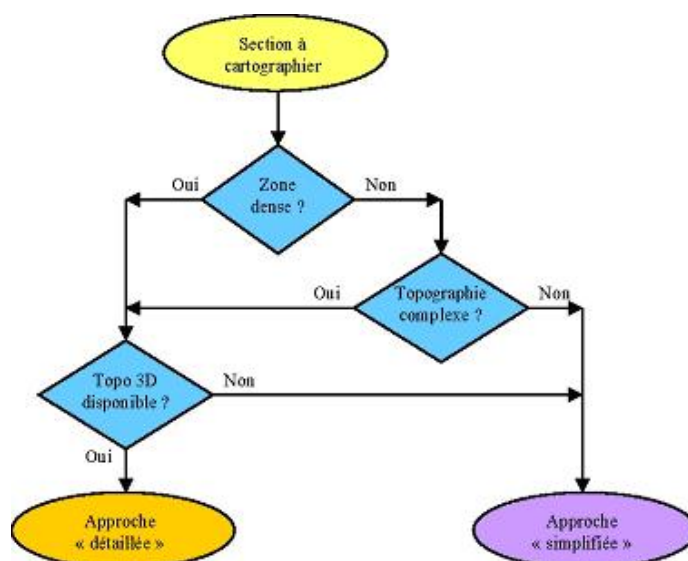 Section à
cartographier
Oui
Zone
dense ?
Non
Oui
Topographie
complexe ?
Non
Topo 3D
disponible ?
Non
Oui
Approche
« détaillée »
Approche
« simplifiée »